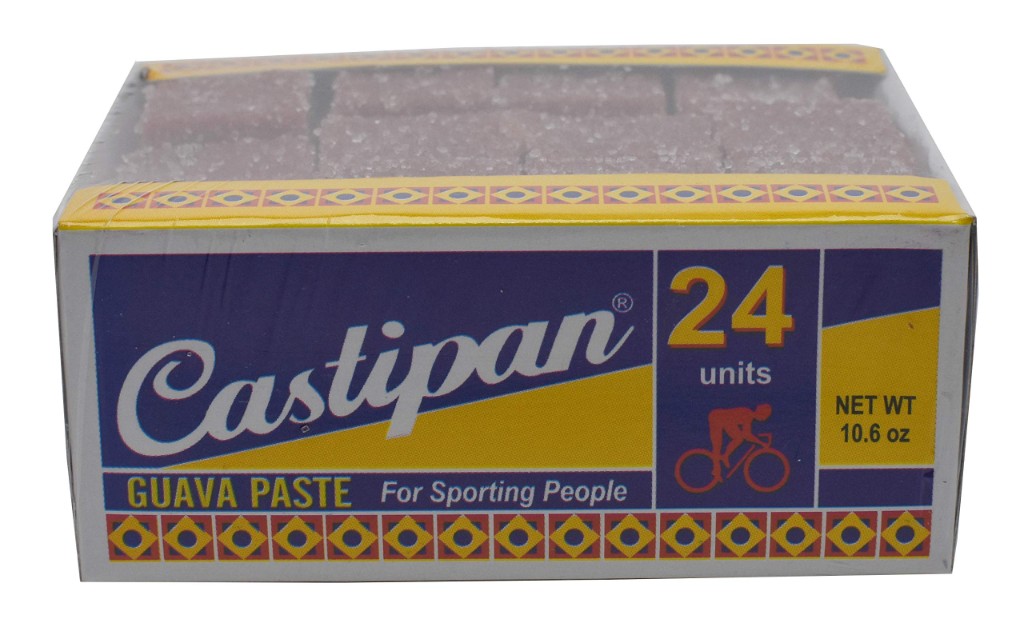 Castipan®
24
units
NET WT
10.6 oz
GUAVA PASTE For Sporting People